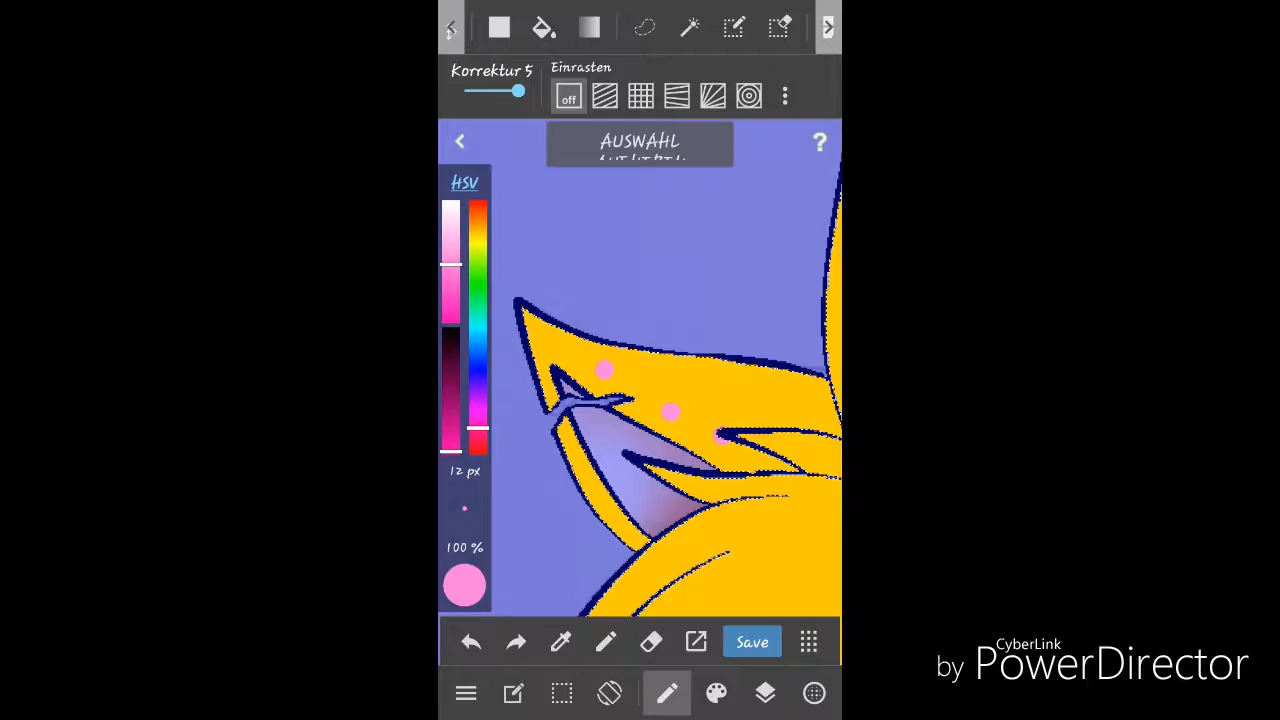 Korrektur 5
Einrasten
off
AUSWAHL
?
HSV
12 px
100 %
Save
CyberLink
by PowerDirector